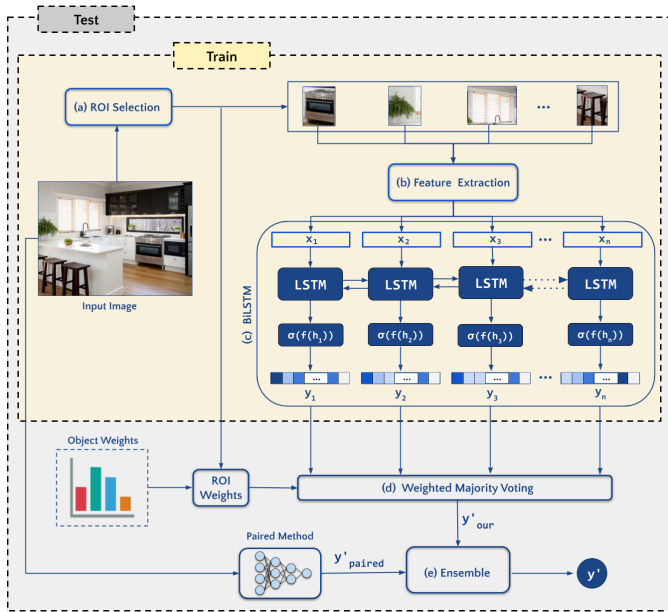 Test
Train
(a) ROI Selection
...
(b) Feature Extraction
Input Image
x1 x2 x3 ... xn
LSTM LSTM LSTM LSTM
(c) BiLSTM
σ(f(h1)) σ(f(h2)) σ(f(h3)) σ(f(hn))
... ... ... ... ...
y1 y2 y3 yn
Object Weights
ROI
Weights
(d) Weighted Majority Voting
y'our
Paired Method
y'paired
(e) Ensemble
y'